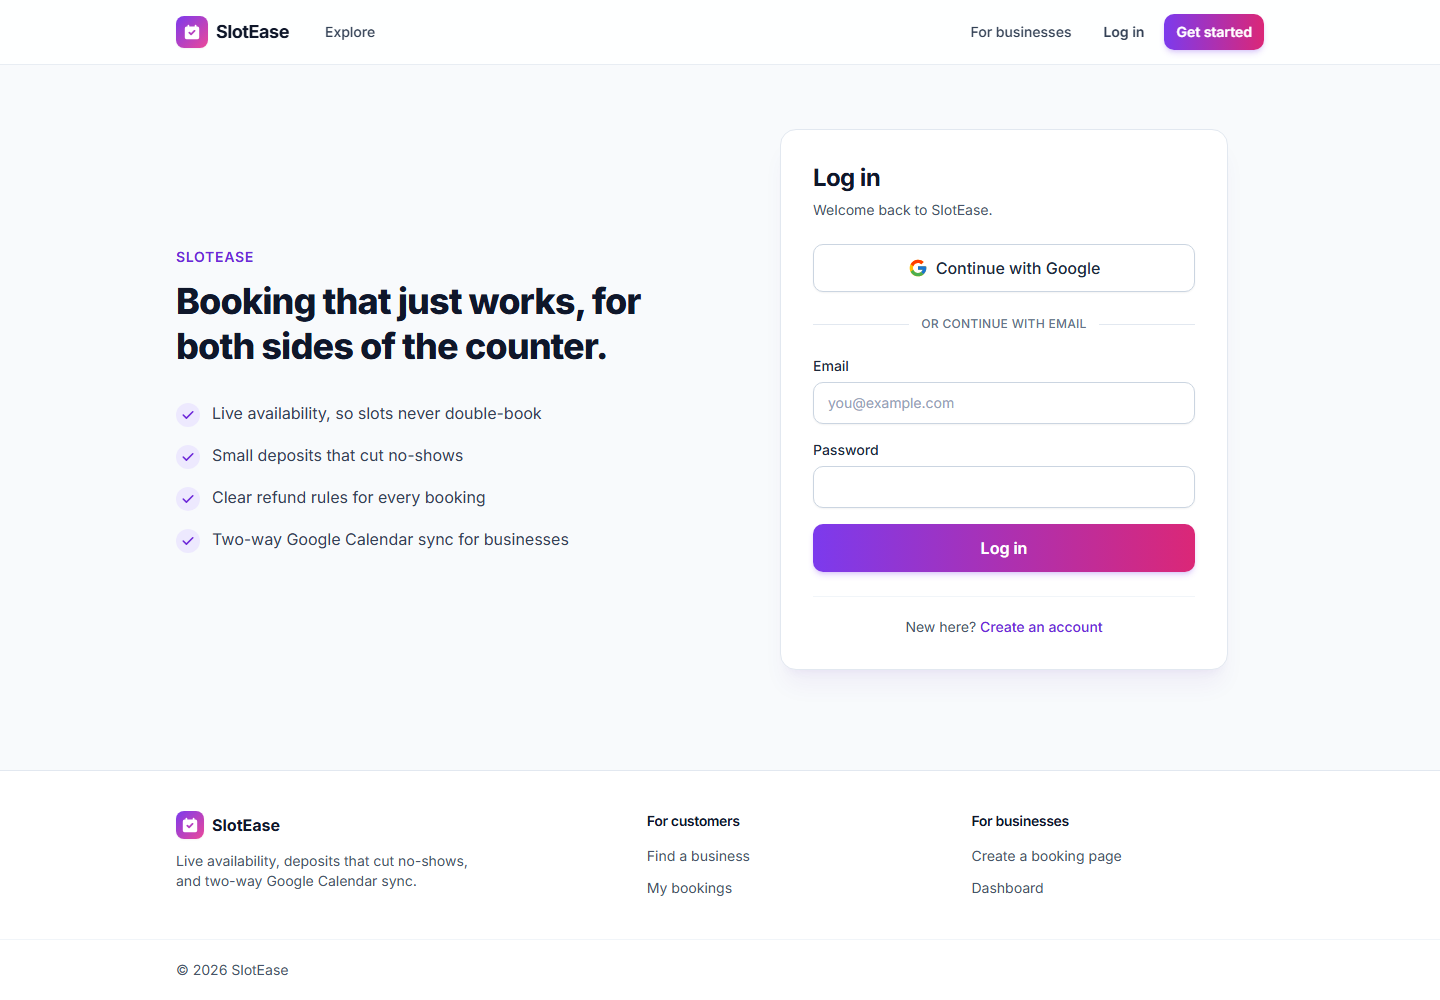 SlotEase
Explore
For businesses
Log in
Get started
SLOTEASE
Booking that just works, for
both sides of the counter.
Live availability, so slots never double-book
Small deposits that cut no-shows
Clear refund rules for every booking
Two-way Google Calendar sync for businesses
Log in
Welcome back to SlotEase.
Continue with Google
OR CONTINUE WITH EMAIL
Email
you@example.com
Password
Log in
New here? Create an account
SlotEase
Live availability, deposits that cut no-shows,
and two-way Google Calendar sync.
For customers
Find a business
My bookings
For businesses
Create a booking page
Dashboard
© 2026 SlotEase